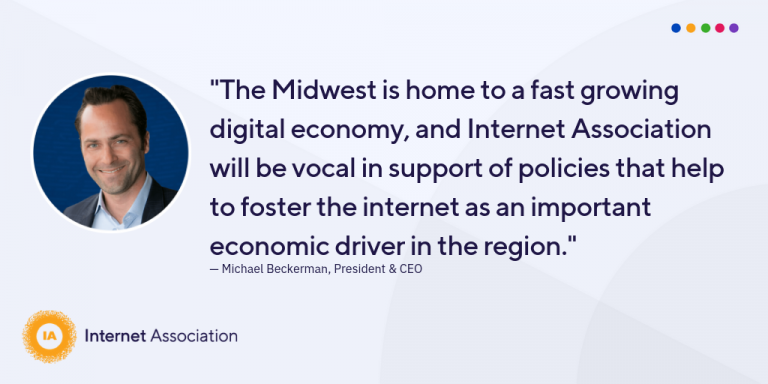 "The Midwest is home to a fast growing
digital economy, and Internet Association
will be vocal in support of policies that help
to foster the internet as an important
economic driver in the region."
— Michael Beckerman, President & CEO
IA
Internet Association